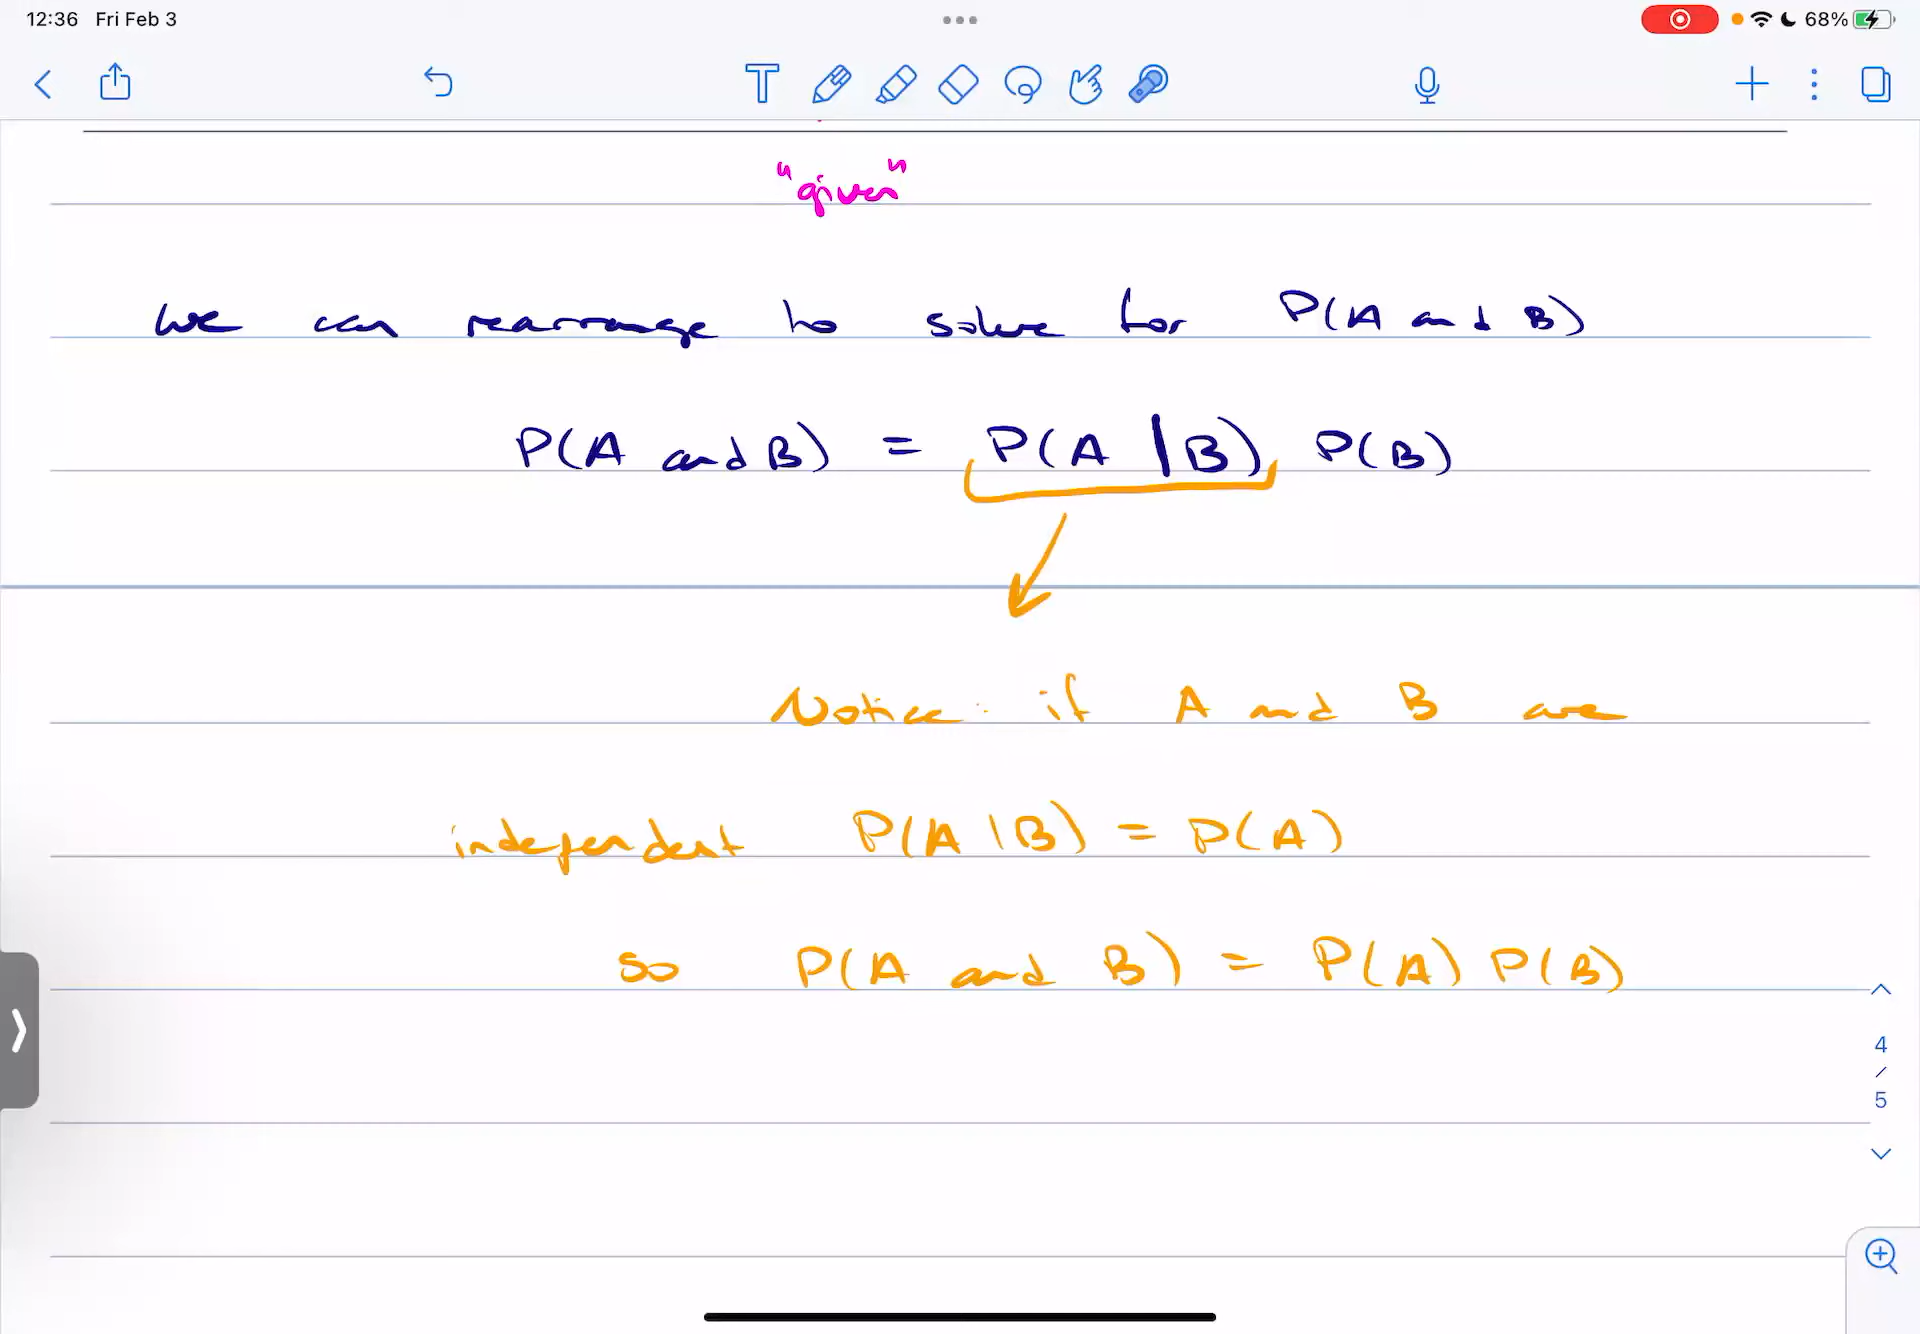 12:36 Fri Feb 3
68%
"given"
we can rearrange to solve for P(A and B)
P(A and B) = P(A | B) P(B)
Notice: if A and B are
independent P(A | B) = P(A)
so P(A and B) = P(A) P(B)
4
/
5